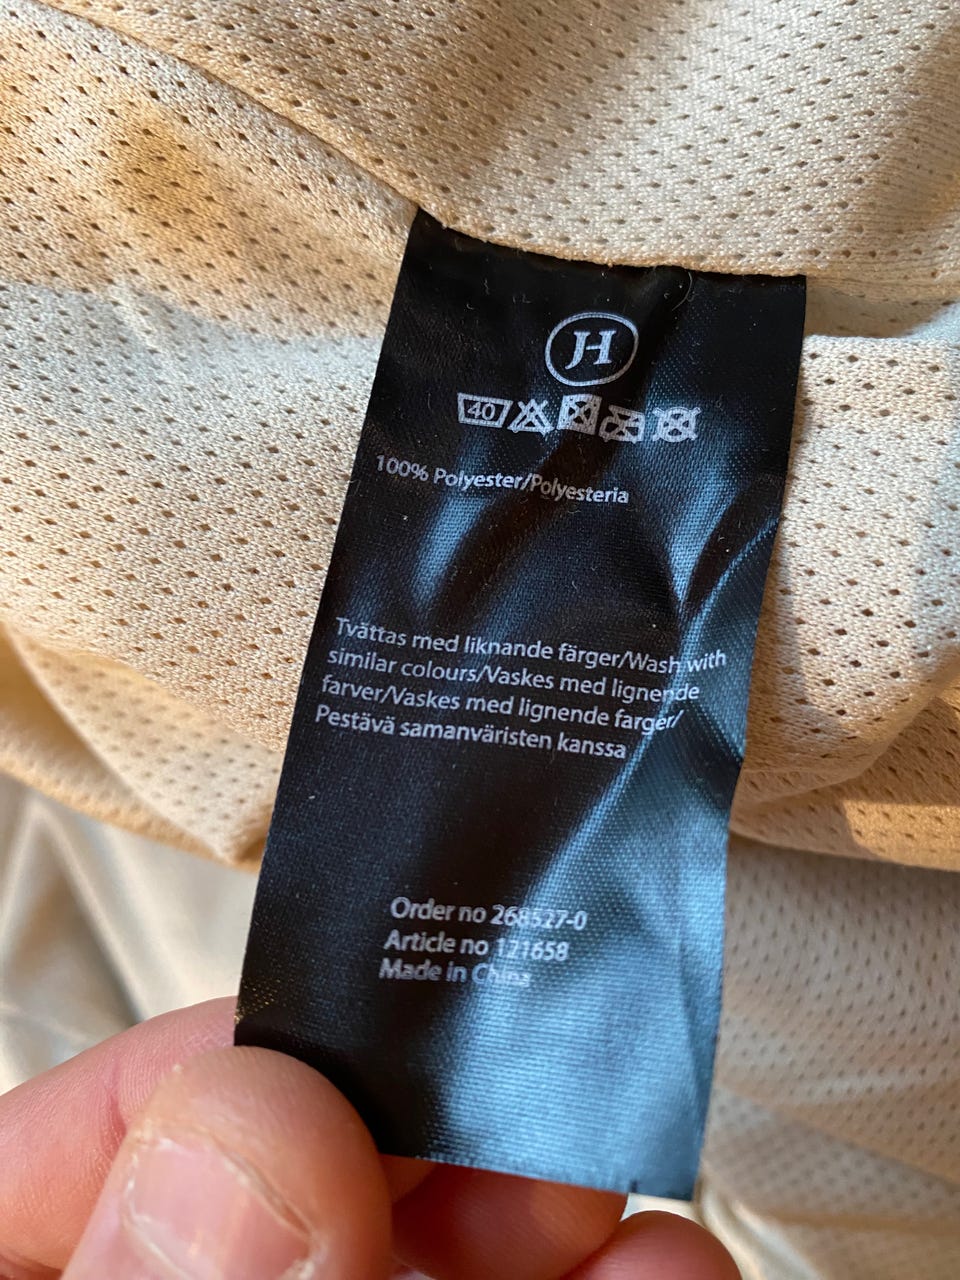 JH
40
100% Polyester/Polyesteria
Tvättas med liknande färger/Wash with
similar colours/Vaskes med lignende
farver/Vaskes med lignende farger/
Pestävä samanväristen kanssa
Order no 268527-0
Article no 121658
Made in China